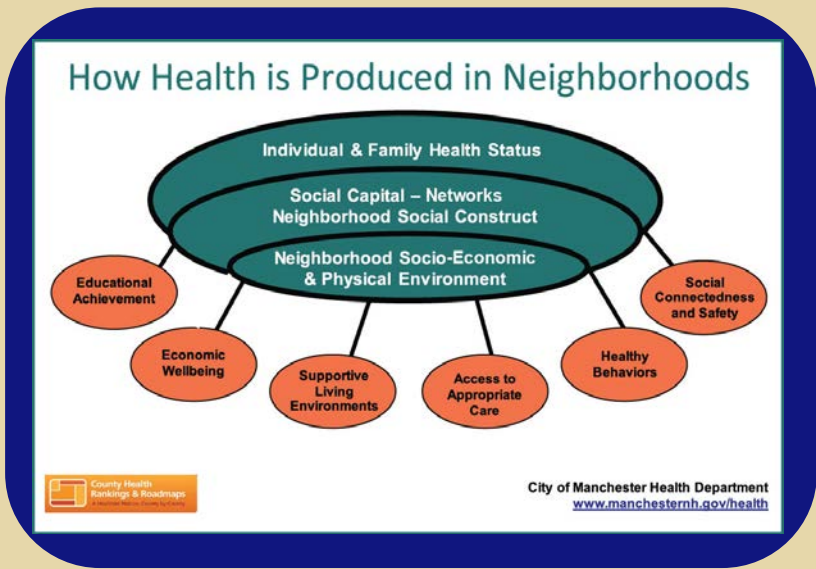 How Health is Produced in Neighborhoods
Individual & Family Health Status
Social Capital – Networks
Neighborhood Social Construct
Neighborhood Socio-Economic
& Physical Environment
Educational
Achievement
Economic
Wellbeing
Supportive
Living
Environments
Access to
Appropriate
Care
Healthy
Behaviors
Social
Connectedness
and Safety
County Health
Rankings & Roadmaps
City of Manchester Health Department
www.manchesternh.gov/health